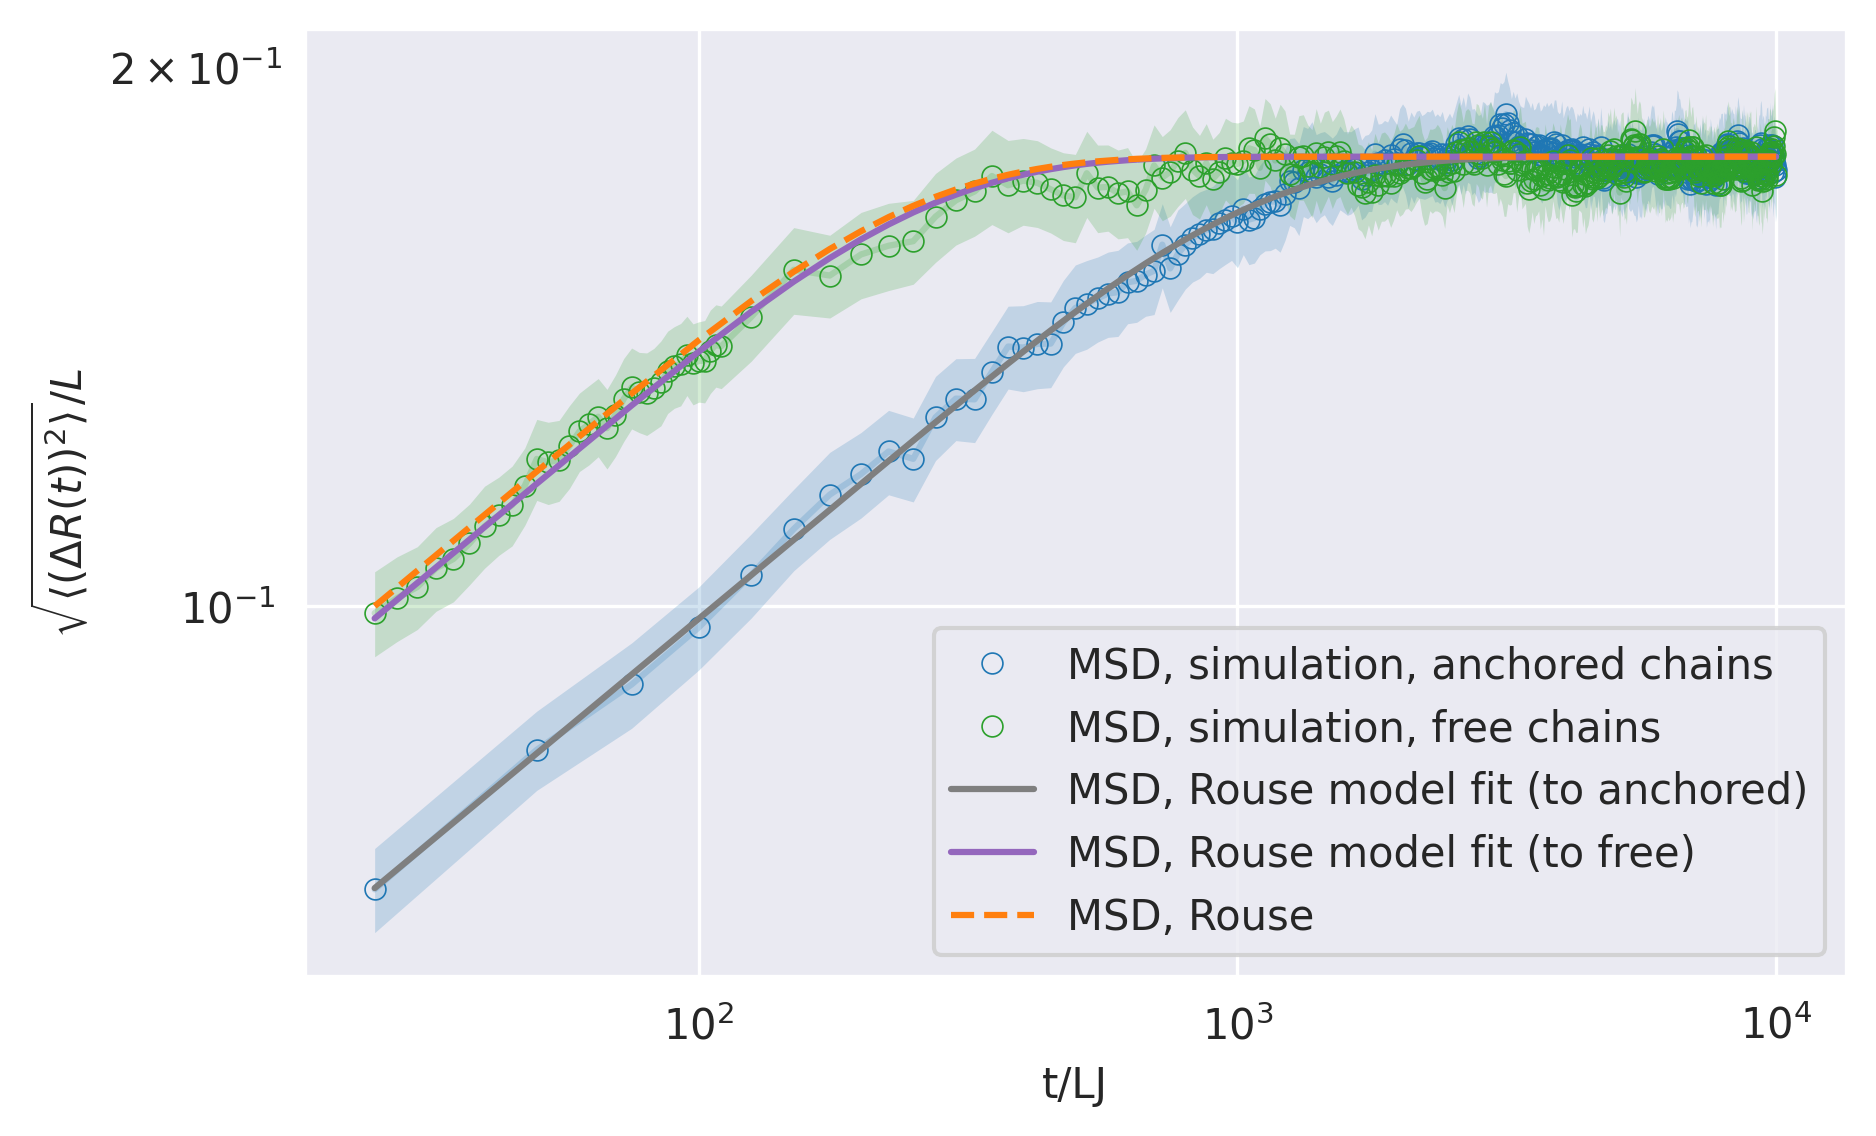 2 × 10⁻¹
10⁻¹
√⟨(ΔR(t))²⟩/L
MSD, simulation, anchored chains
MSD, simulation, free chains
MSD, Rouse model fit (to anchored)
MSD, Rouse model fit (to free)
MSD, Rouse
10² 10³ 10⁴
t/LJ